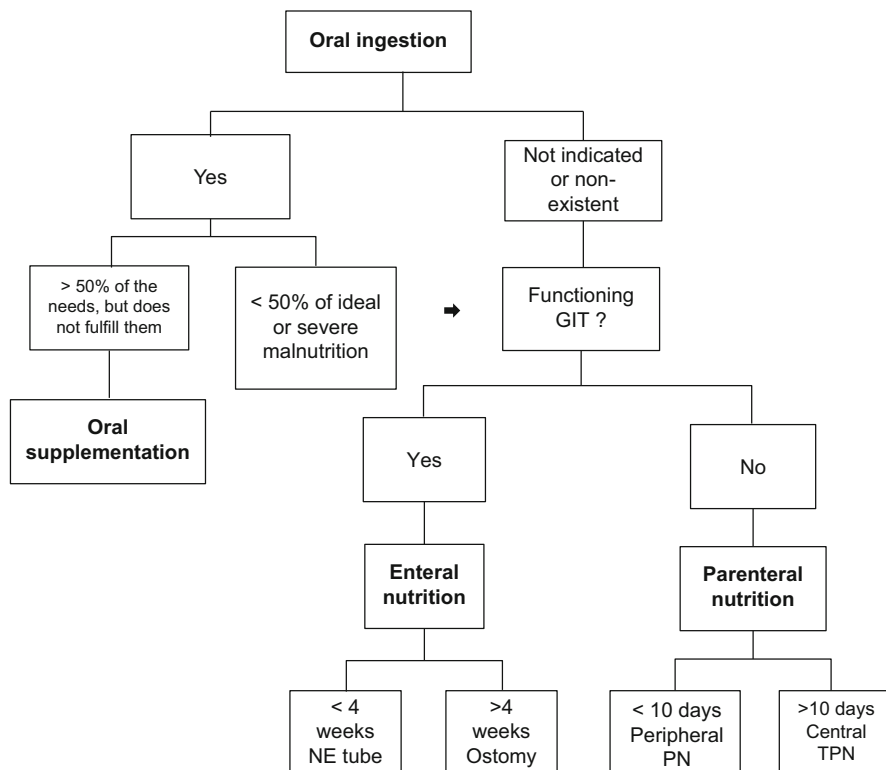 Oral ingestion
Yes
Not indicated
or non-
existent
> 50% of the
needs, but does
not fulfill them
< 50% of ideal
or severe
malnutrition
Functioning
GIT ?
Oral
supplementation
Yes
No
Enteral
nutrition
Parenteral
nutrition
< 4
weeks
NE tube
>4
weeks
Ostomy
< 10 days
Peripheral
PN
>10 days
Central
TPN